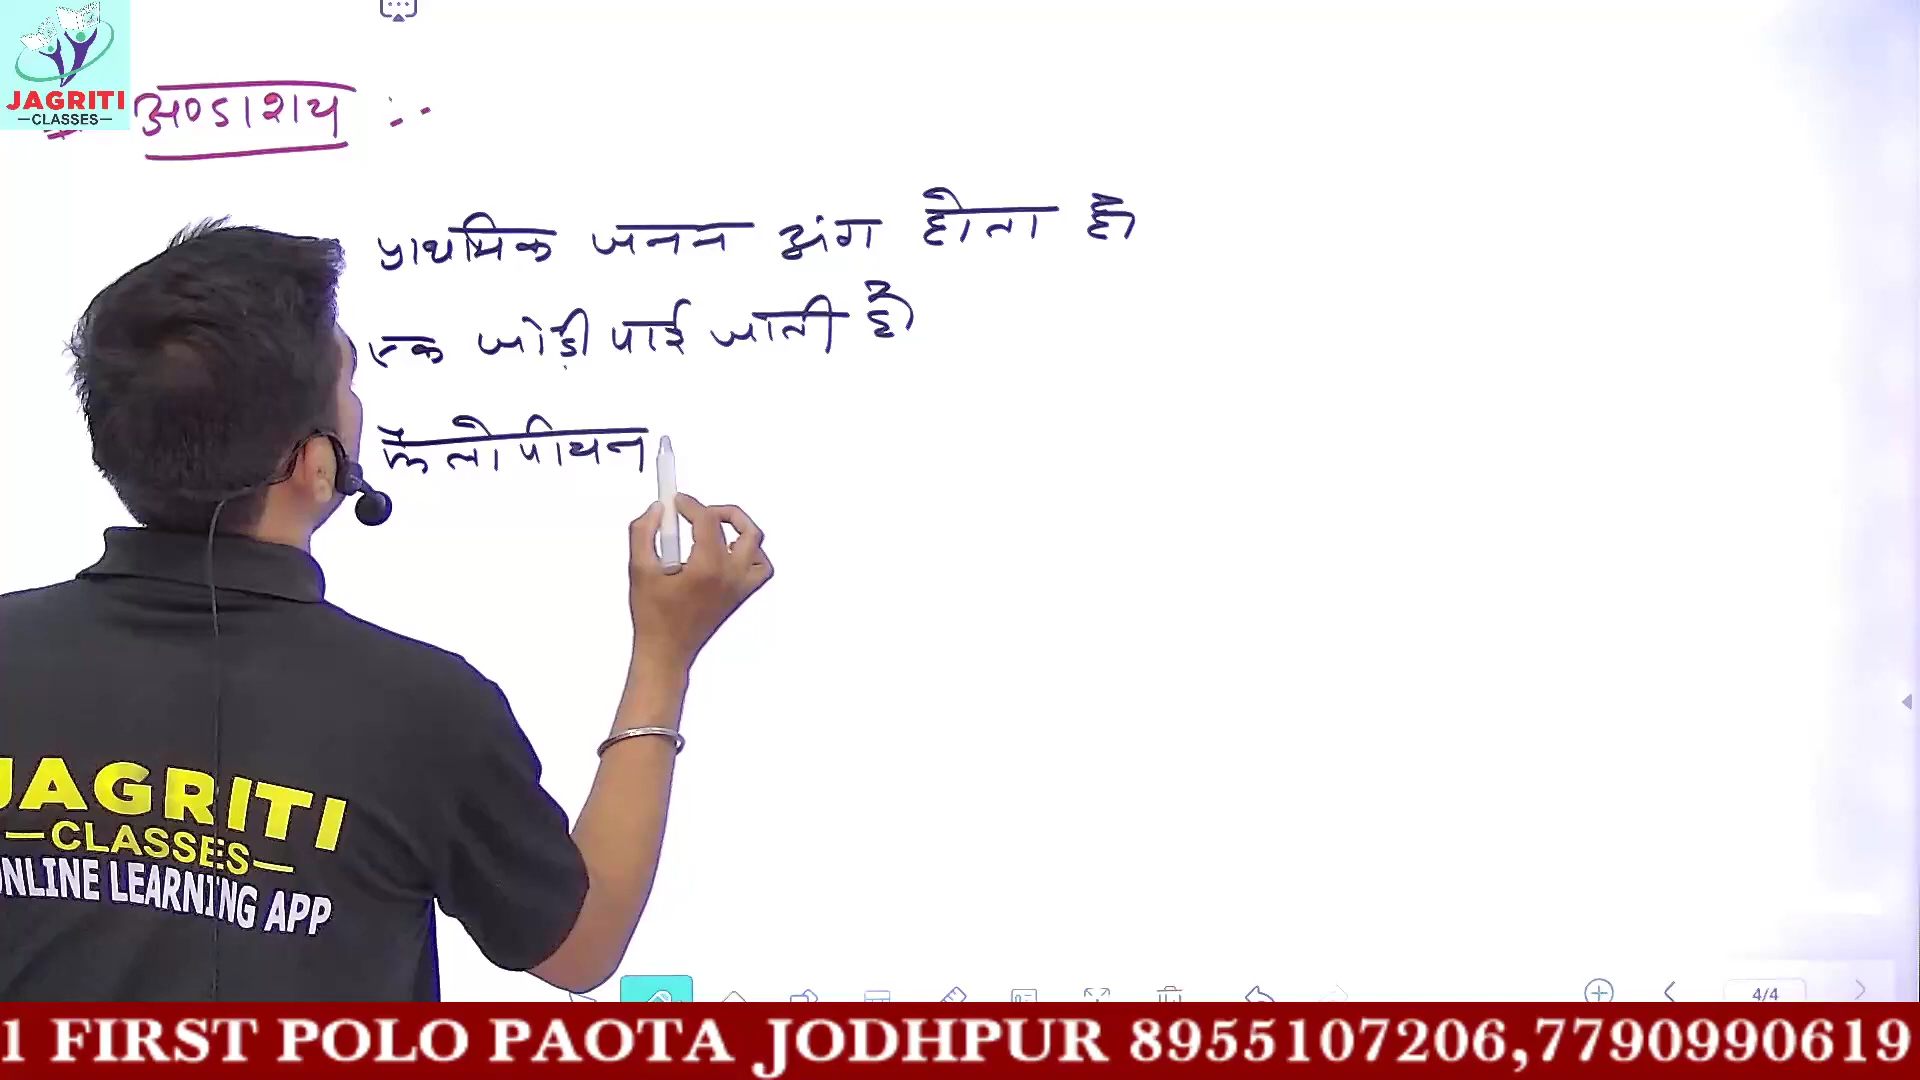 JAGRITI
—CLASSES—
अण्डाशय :-
प्राथमिक जनन अंग होता है
एक जोड़ी पाई जाती है
फैलोपीयन
JAGRITI
—CLASSES—
ONLINE LEARNING APP
4/4
1 FIRST POLO PAOTA JODHPUR 8955107206,7790990619